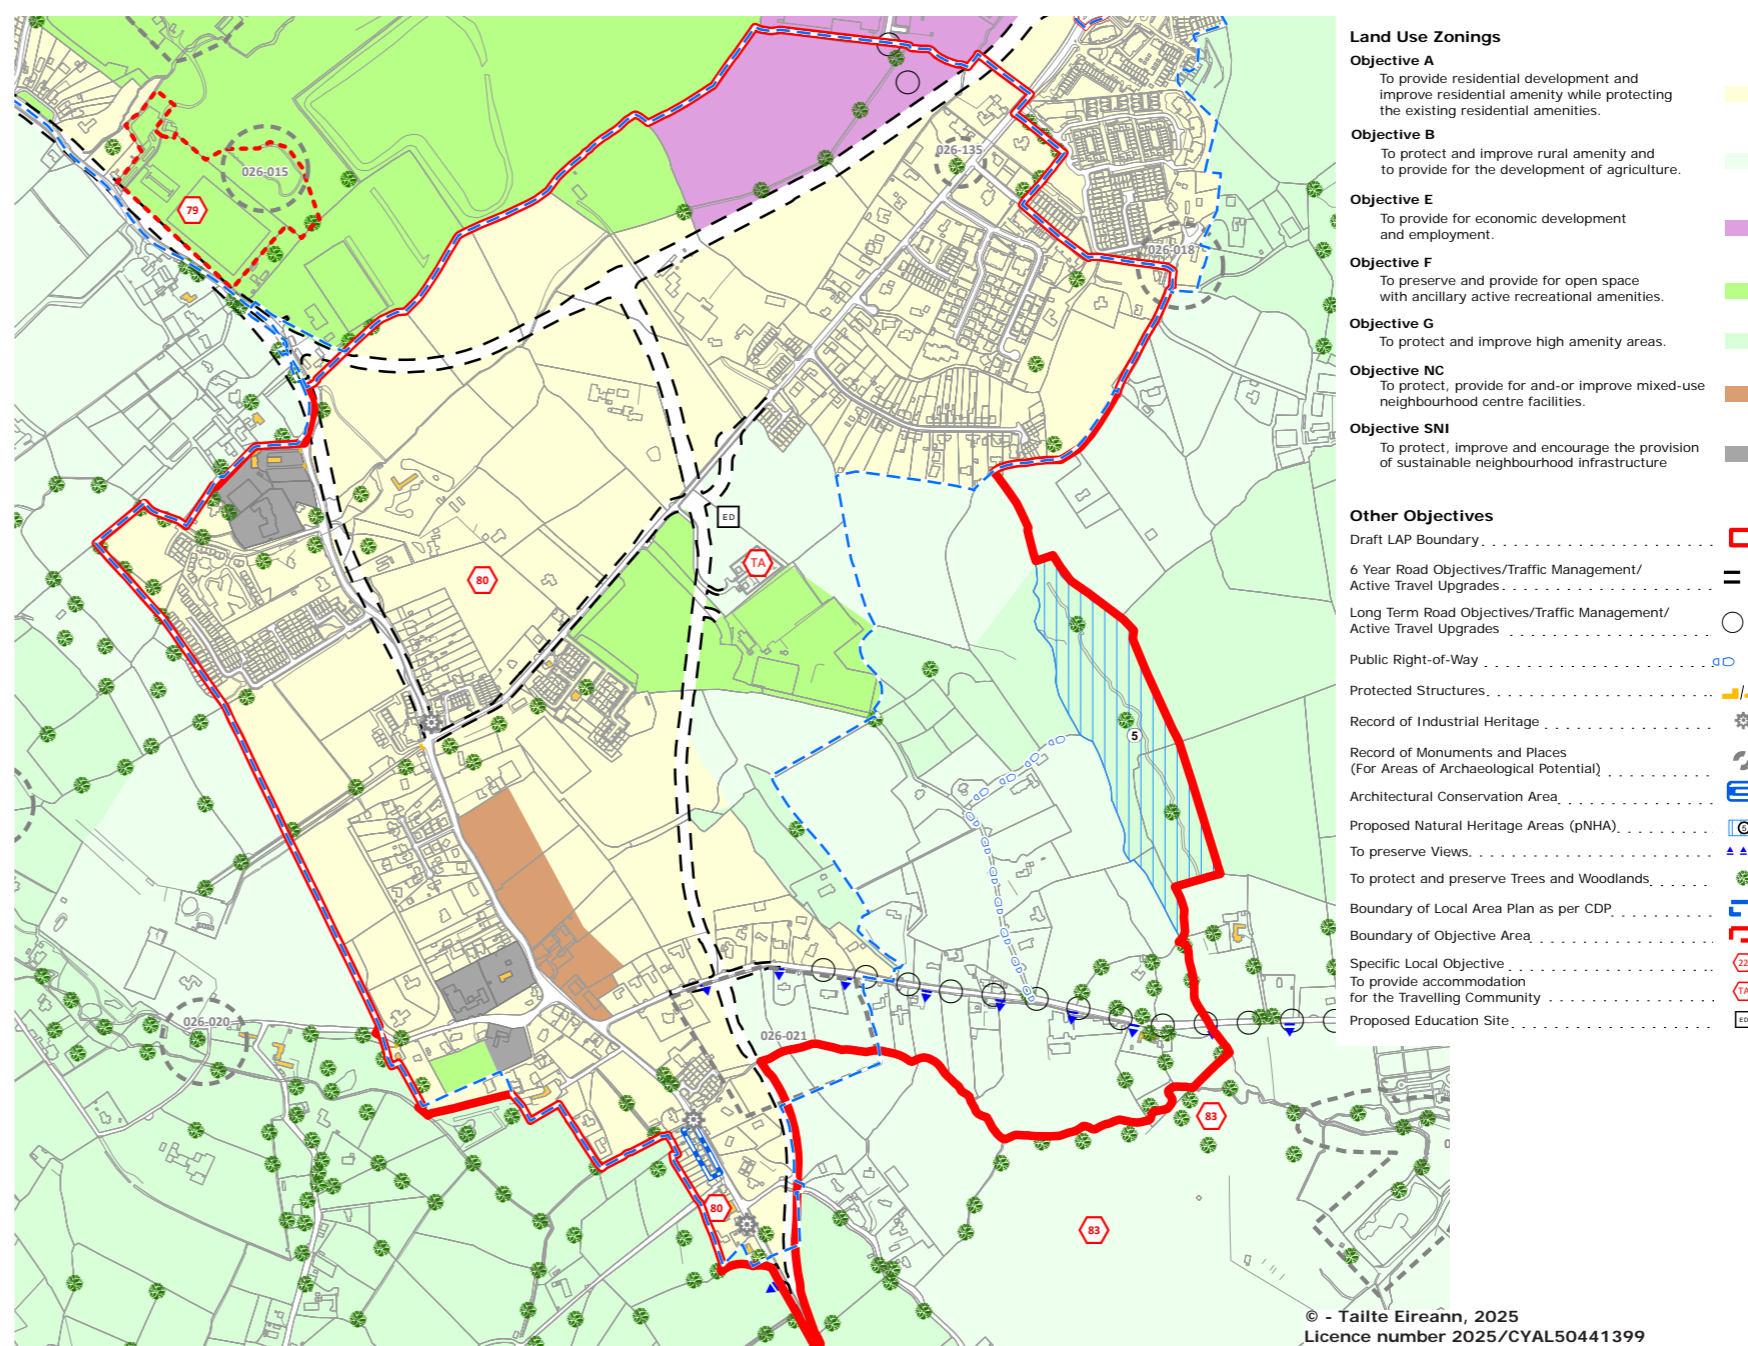 Land Use Zonings
Objective A
To provide residential development and
improve residential amenity while protecting
the existing residential amenities.
Objective B
To protect and improve rural amenity and
to provide for the development of agriculture.
Objective E
To provide for economic development
and employment.
Objective F
To preserve and provide for open space
with ancillary active recreational amenities.
Objective G
To protect and improve high amenity areas.
Objective NC
To protect, provide for and-or improve mixed-use
neighbourhood centre facilities.
Objective SNI
To protect, improve and encourage the provision
of sustainable neighbourhood infrastructure
Other Objectives
Draft LAP Boundary
6 Year Road Objectives/Traffic Management/
Active Travel Upgrades
Long Term Road Objectives/Traffic Management/
Active Travel Upgrades
Public Right-of-Way
Protected Structures
Record of Industrial Heritage
Record of Monuments and Places
(For Areas of Archaeological Potential)
Architectural Conservation Area
Proposed Natural Heritage Areas (pNHA)
To preserve Views
To protect and preserve Trees and Woodlands
Boundary of Local Area Plan as per CDP
Boundary of Objective Area
Specific Local Objective
22
To provide accommodation
for the Travelling Community
TA
Proposed Education Site
ED
026-135
026-015
79
026-018
ED
TA
80
5
026-020
026-021
83
80
83
© - Tailte Eireann, 2025
Licence number 2025/CYAL50441399